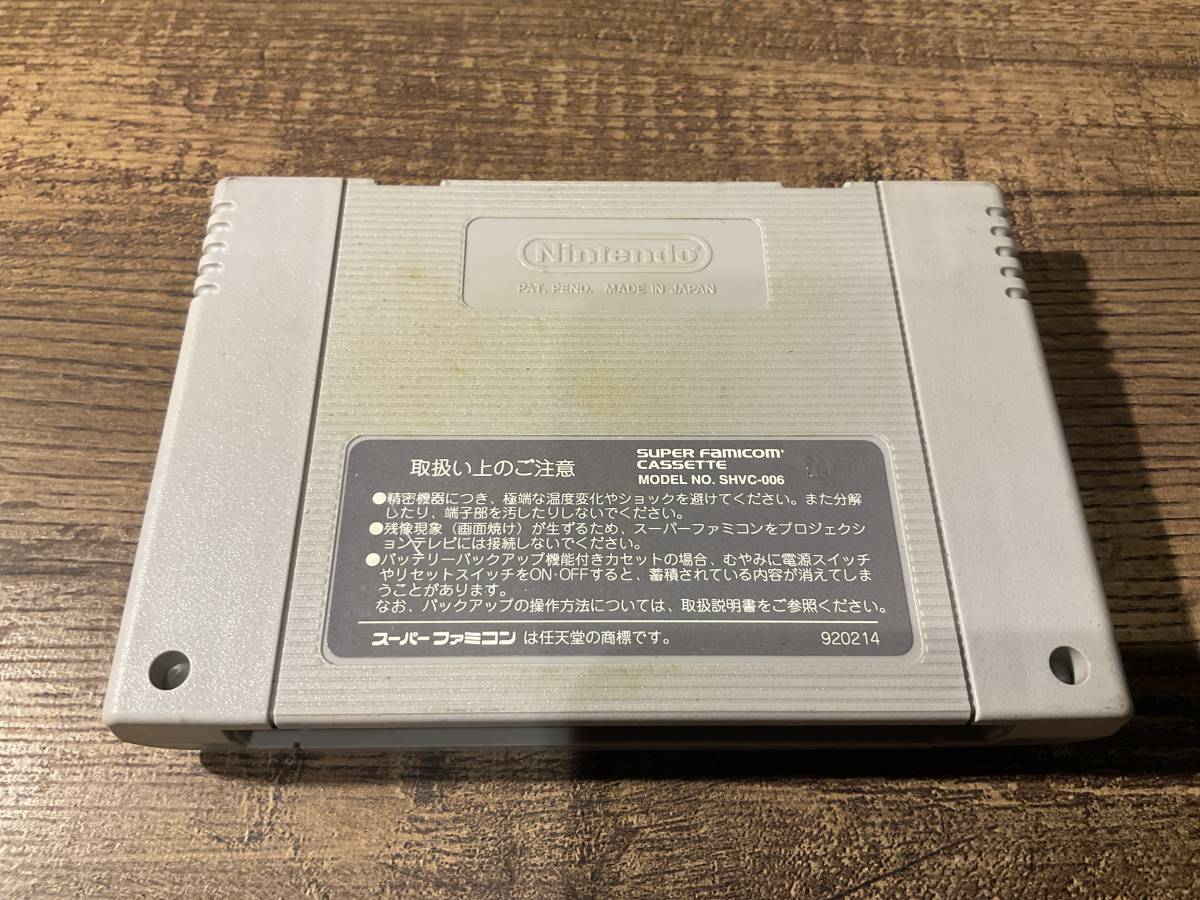 Nintendo®
PAT. PEND. MADE IN JAPAN
取扱い上のご注意
SUPER FAMICOM®
CASSETTE
MODEL NO. SHVC-006
20
●精密機器につき、極端な温度変化やショックを避けてください。また分解
したり、端子部を汚したりしないでください。
●残像現象（画面焼け）が生ずるため、スーパーファミコンをプロジェクシ
ョンテレビには接続しないでください。
●バッテリーバックアップ機能付きカセットの場合、むやみに電源スイッチ
やリセットスイッチをON·OFFすると、蓄積されている内容が消えてしま
うことがあります。
なお、バックアップの操作方法については、取扱説明書をご参照ください。
スーパーファミコン は任天堂の商標です。
920214